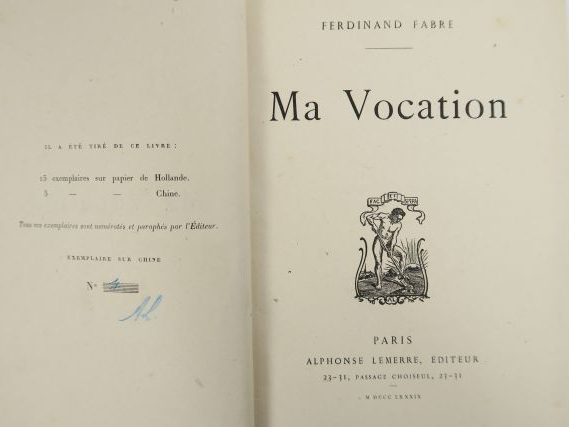 IL A ÉTÉ TIRÉ DE CE LIVRE :
15 exemplaires sur papier de Hollande.
5 — — Chine.
Tous ces exemplaires sont numérotés et paraphés par l'Éditeur.
EXEMPLAIRE SUR CHINE
N°
FERDINAND FABRE
Ma Vocation
FAC ET SPERA
PARIS
ALPHONSE LEMERRE, ÉDITEUR
23-31, PASSAGE CHOISEUL, 23-31
—
M DCCC LXXXIX